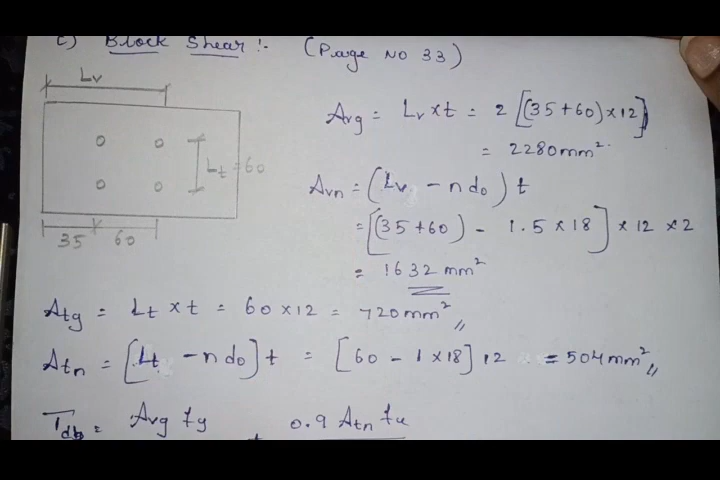 c) Block Shear :- (Page No 33)
Lv
Lt = 60
35 60
Avg = Lv x t = 2 [(35+60) x 12]
= 2280 mm²
Avn = (Lv - n do) t
= [(35+60) - 1.5 x 18] x 12 x 2
= 1632 mm²
Atg = Lt x t = 60 x 12 = 720 mm²
Atn = [Lt - n do] t = [60 - 1 x 18] 12 = 504 mm²
Tdb = Avg fy + 0.9 Atn fu